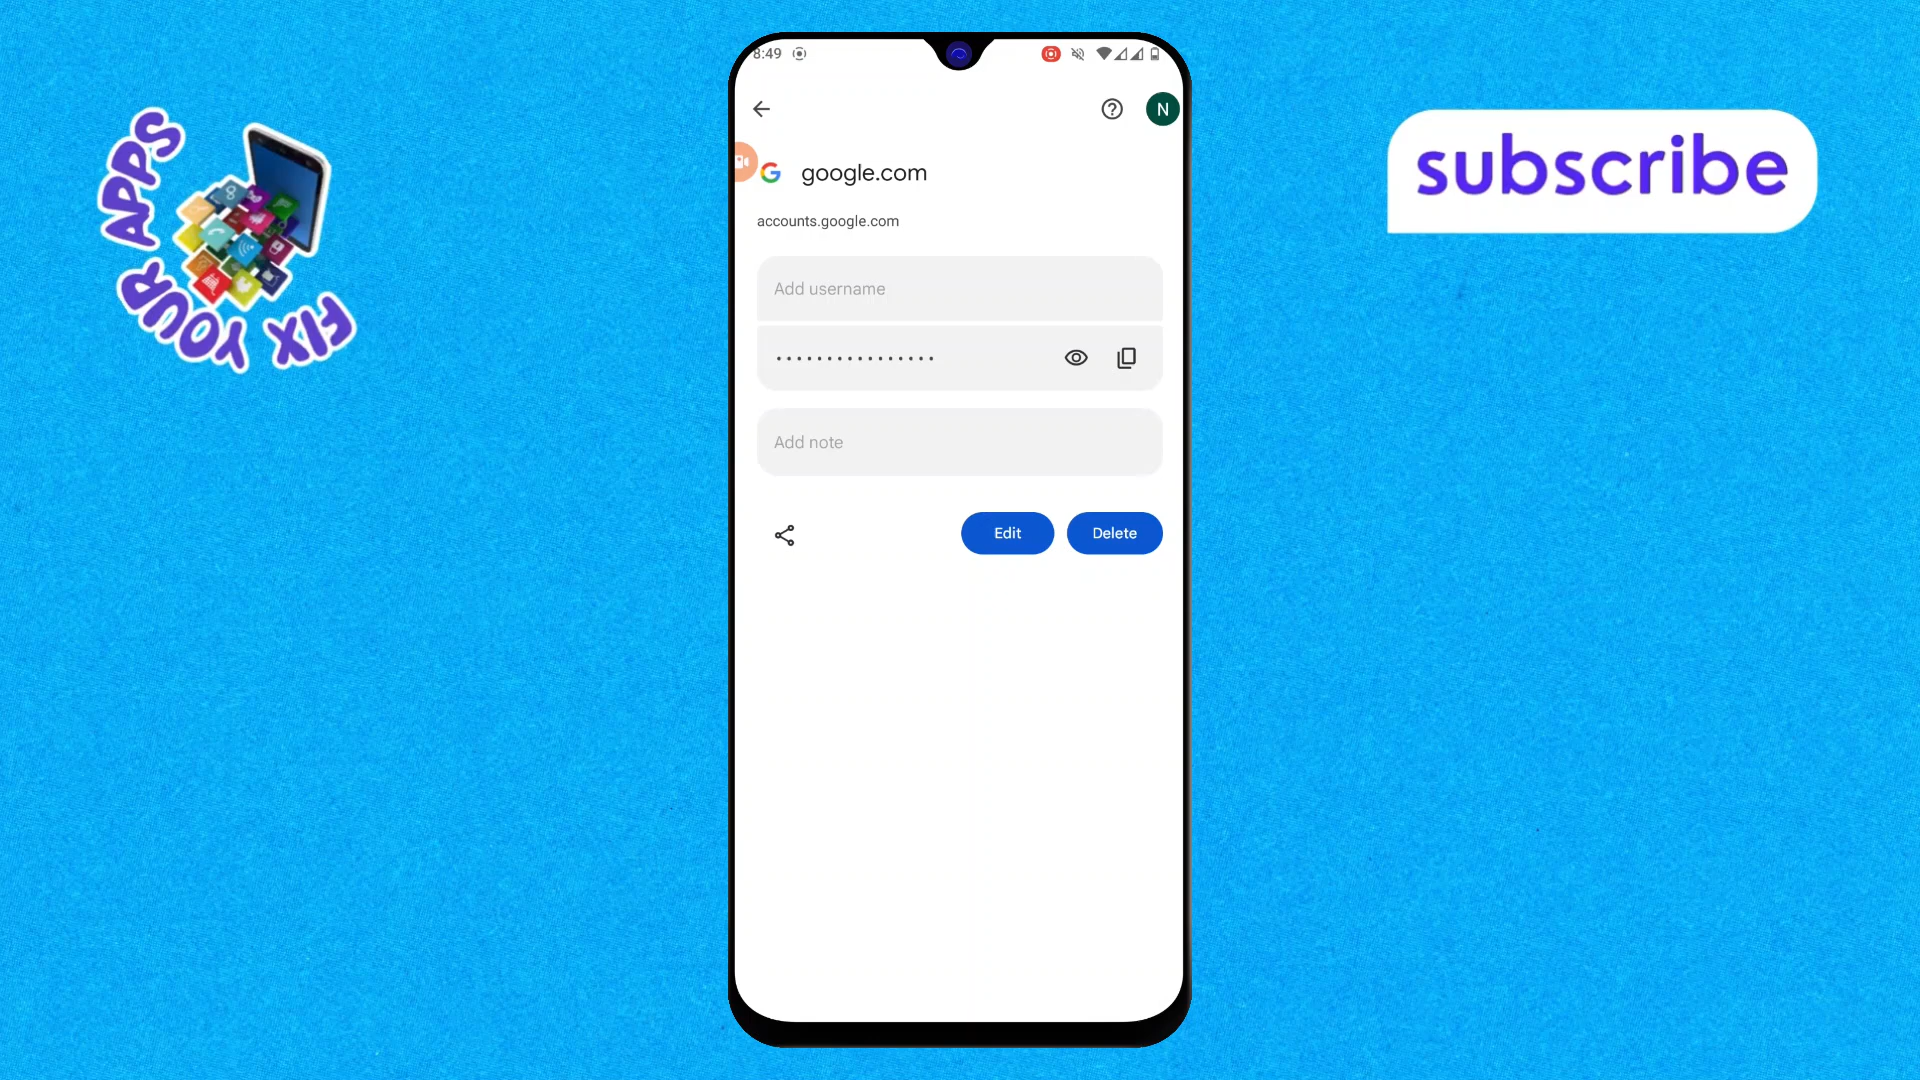 FIX YOUR APPS
subscribe
8:49
N
google.com
accounts.google.com
Add username
Add note
Edit
Delete